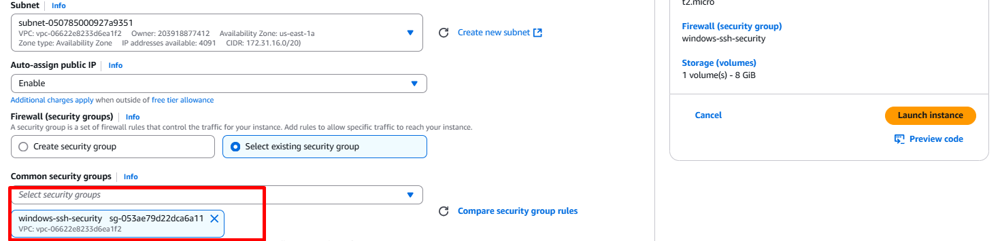 Subnet Info
subnet-050785000927a9351
VPC: vpc-06622e8233d6ea1f2 Owner: 203918877412 Availability Zone: us-east-1a
Zone type: Availability Zone IP addresses available: 4091 CIDR: 172.31.16.0/20)
Create new subnet
Auto-assign public IP Info
Enable
Additional charges apply when outside of free tier allowance
Firewall (security groups) Info
A security group is a set of firewall rules that control the traffic for your instance. Add rules to allow specific traffic to reach your instance.
Create security group
Select existing security group
Common security groups Info
Select security groups
windows-ssh-security sg-053ae79d22dca6a11
VPC: vpc-06622e8233d6ea1f2
Compare security group rules
t2.micro
Firewall (security group)
windows-ssh-security
Storage (volumes)
1 volume(s) - 8 GiB
Cancel
Launch instance
Preview code